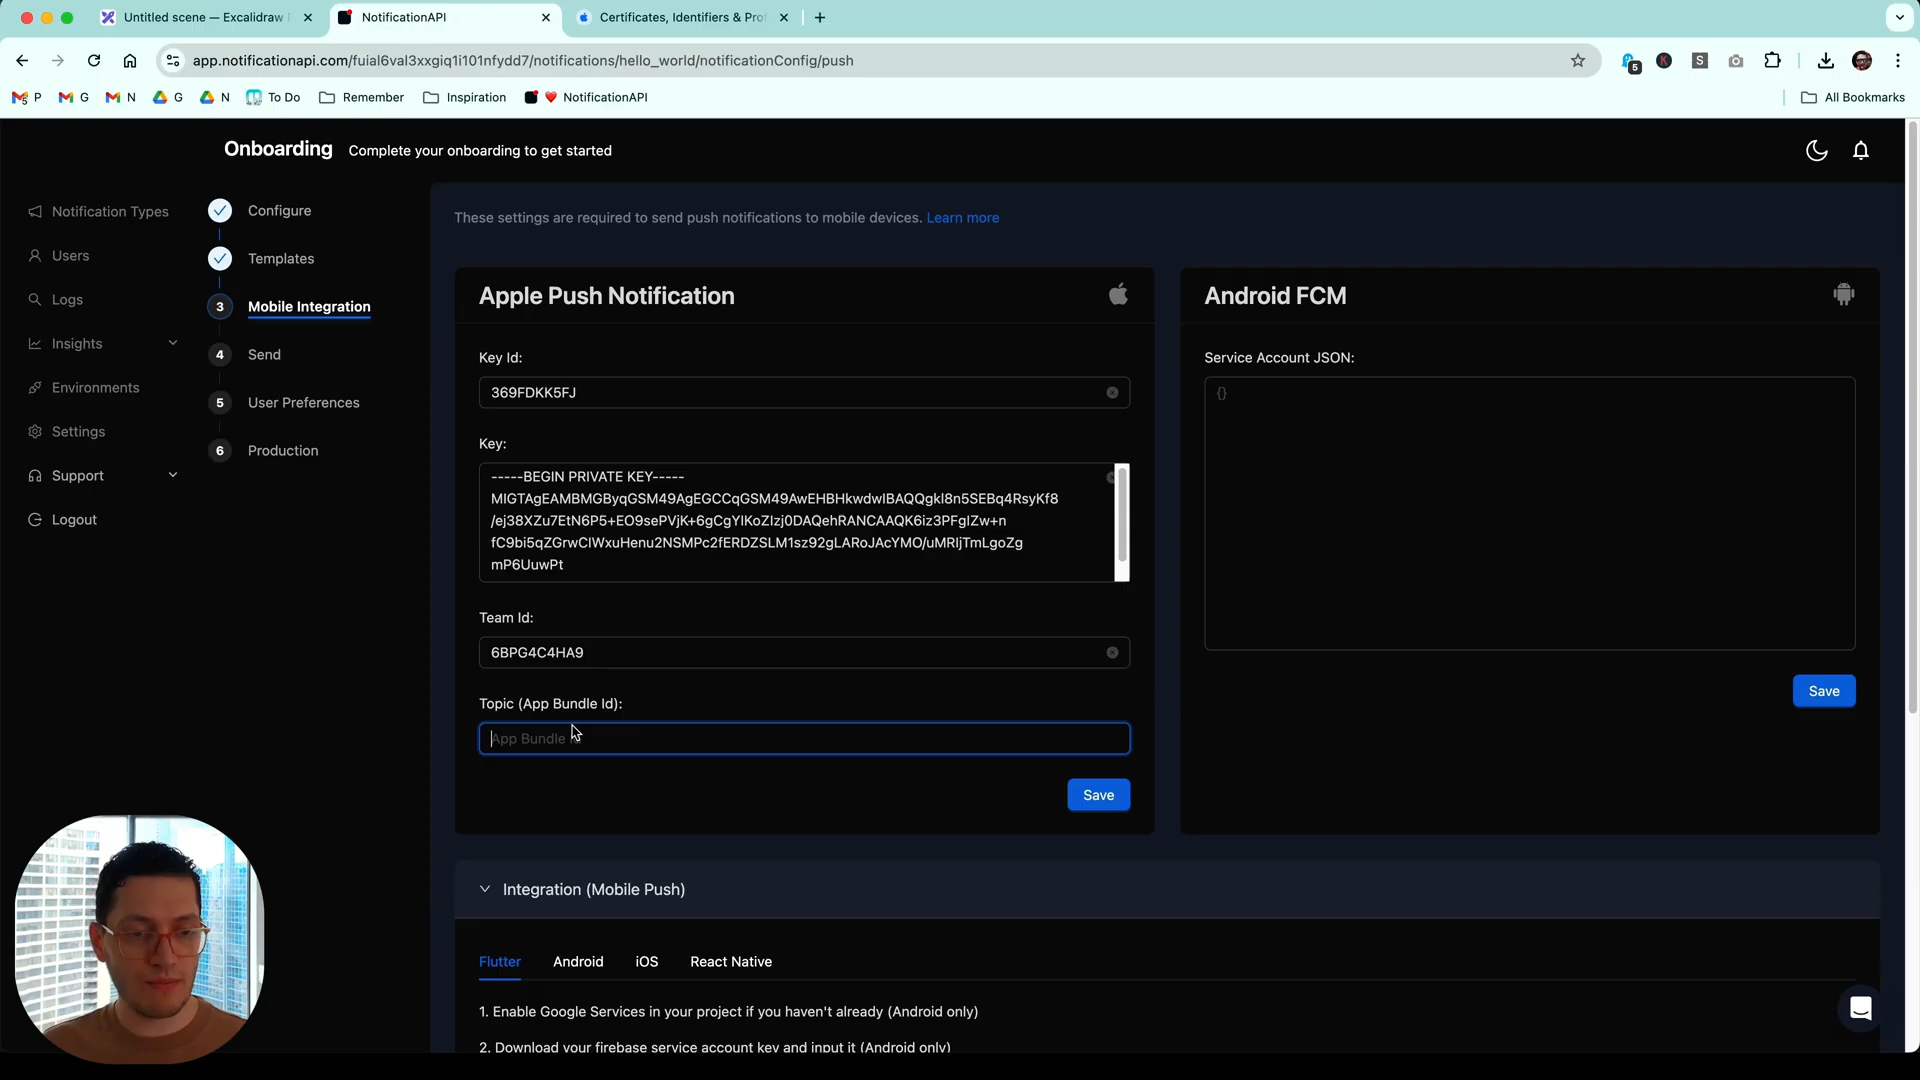 Untitled scene — Excalidraw
NotificationAPI
Certificates, Identifiers & Pro
app.notificationapi.com/fuial6val3xxgiq1i101nfydd7/notifications/hello_world/notificationConfig/push
5
K
S
5
P
G
N
G
N
To Do
Remember
Inspiration
NotificationAPI
All Bookmarks
Onboarding
Complete your onboarding to get started
Notification Types
Users
Logs
Insights
Environments
Settings
Support
Logout
Configure
Templates
3
Mobile Integration
4
Send
5
User Preferences
6
Production
These settings are required to send push notifications to mobile devices. Learn more
Apple Push Notification
Key Id:
369FDKK5FJ
Key:
-----BEGIN PRIVATE KEY-----
MIGTAgEAMBMGByqGSM49AgEGCCqGSM49AwEHBHkwdwIBAQQgkl8n5SEBq4RsyKf8
/ej38XZu7EtN6P5+EO9sePVjK+6gCgYIKoZIzj0DAQehRANCAAQK6iz3PFgIZw+n
fC9bi5qZGrwClWxuHenu2NSMPc2fERDZSLM1sz92gLARoJAcYMO/uMRljTmLgoZg
mP6UuwPt
Team Id:
6BPG4C4HA9
Topic (App Bundle Id):
App Bundle
Save
Android FCM
Service Account JSON:
{}
Save
Integration (Mobile Push)
Flutter
Android
iOS
React Native
1. Enable Google Services in your project if you haven't already (Android only)
2. Download your firebase service account key and input it (Android only)